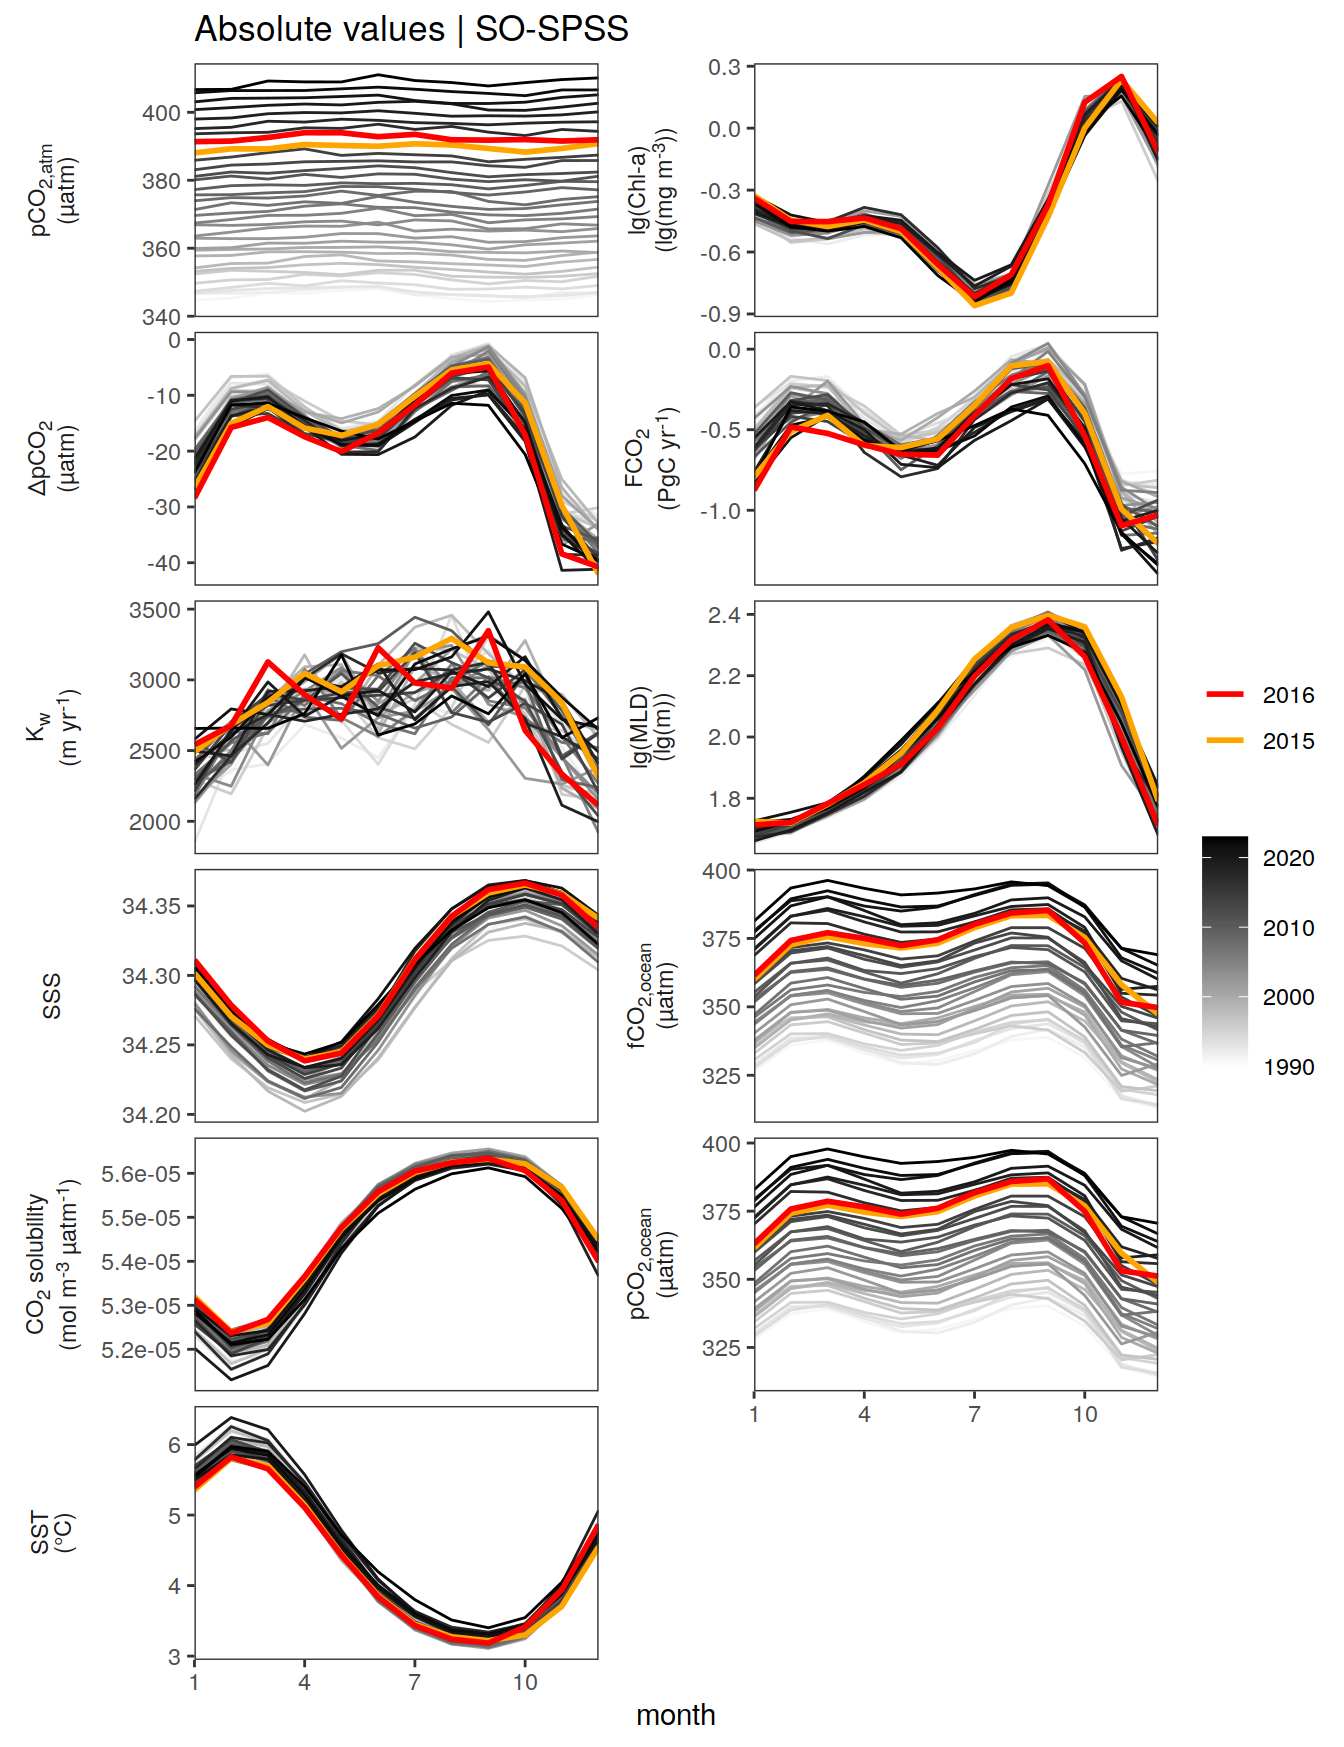 Absolute values | SO-SPSS
pCO2,atm
(µatm)
400
380
360
340
lg(Chl-a)
(lg(mg m-3))
0.3
0.0
-0.3
-0.6
-0.9
ΔpCO2
(µatm)
0
-10
-20
-30
-40
FCO2
(PgC yr-1)
0.0
-0.5
-1.0
Kw
(m yr-1)
3500
3000
2500
2000
lg(MLD)
(lg(m))
2.4
2.2
2.0
1.8
SSS
34.35
34.30
34.25
34.20
fCO2,ocean
(µatm)
400
375
350
325
CO2 solubility
(mol m-3 µatm-1)
5.6e-05
5.5e-05
5.4e-05
5.3e-05
5.2e-05
pCO2,ocean
(µatm)
400
375
350
325
1 4 7 10
SST
(°C)
6
5
4
3
1 4 7 10
month
2016
2015
2020
2010
2000
1990